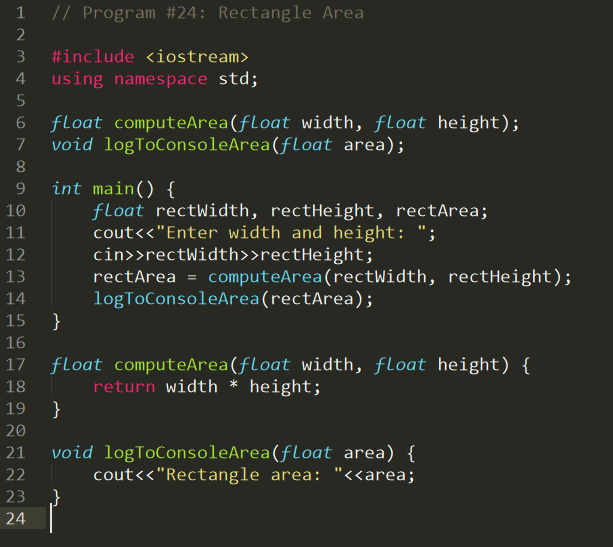 1 // Program #24: Rectangle Area
2
3 #include <iostream>
4 using namespace std;
5
6 float computeArea(float width, float height);
7 void logToConsoleArea(float area);
8
9 int main() {
10     float rectWidth, rectHeight, rectArea;
11     cout<<"Enter width and height: ";
12     cin>>rectWidth>>rectHeight;
13     rectArea = computeArea(rectWidth, rectHeight);
14     logToConsoleArea(rectArea);
15 }
16
17 float computeArea(float width, float height) {
18     return width * height;
19 }
20
21 void logToConsoleArea(float area) {
22     cout<<"Rectangle area: "<<area;
23 }
24